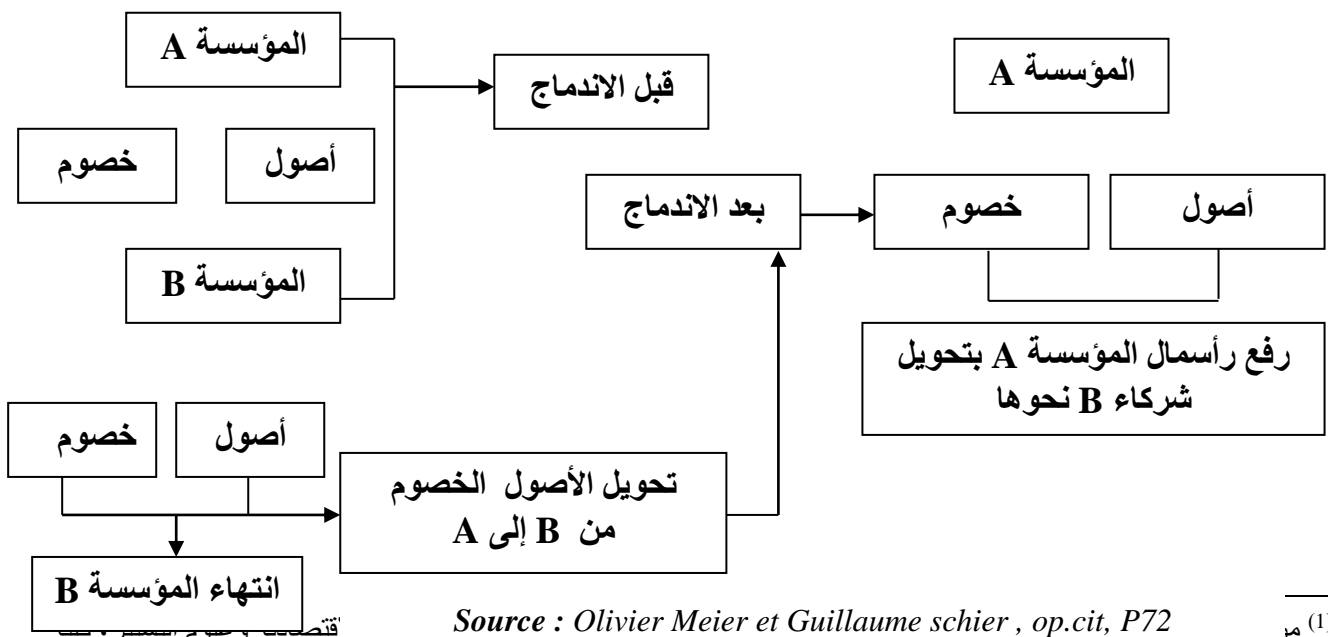 المؤسسة A
المؤسسة A
قبل الاندماج
أصول
خصوم
أصول
خصوم
بعد الاندماج
المؤسسة B
رفع رأسمال المؤسسة A بتحويل
شركاء B نحوها
أصول
خصوم
تحويل الأصول الخصوم
من B إلى A
انتهاء المؤسسة B
Source : Olivier Meier et Guillaume schier , op.cit, P72
(1)